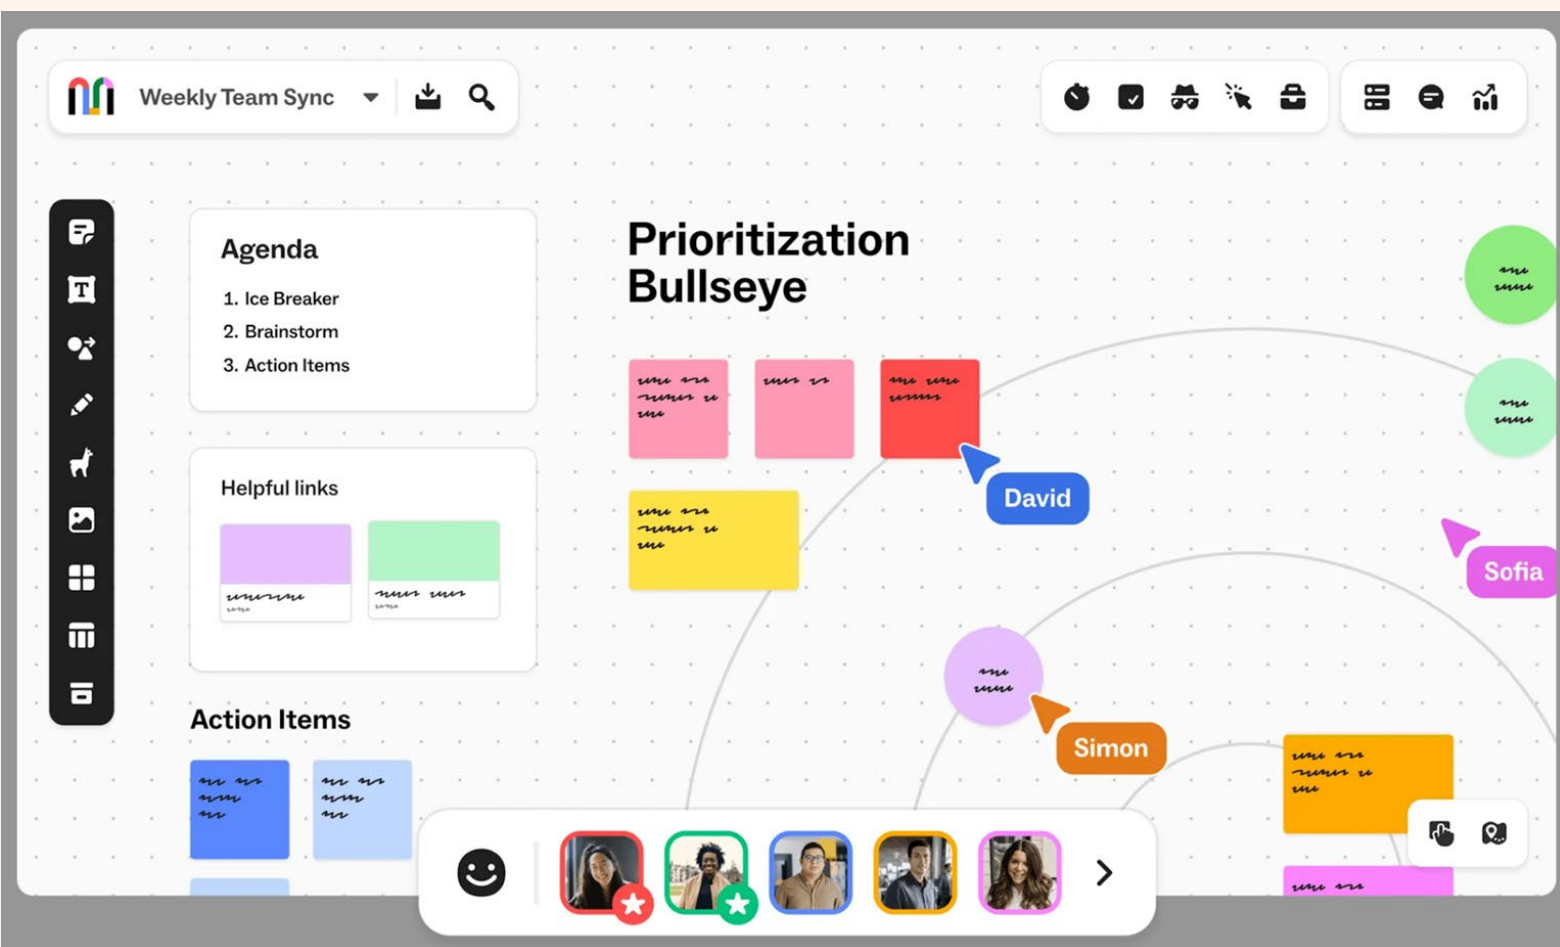 Weekly Team Sync
Agenda
1. Ice Breaker
2. Brainstorm
3. Action Items
Helpful links
Action Items
Prioritization
Bullseye
David
Sofia
Simon